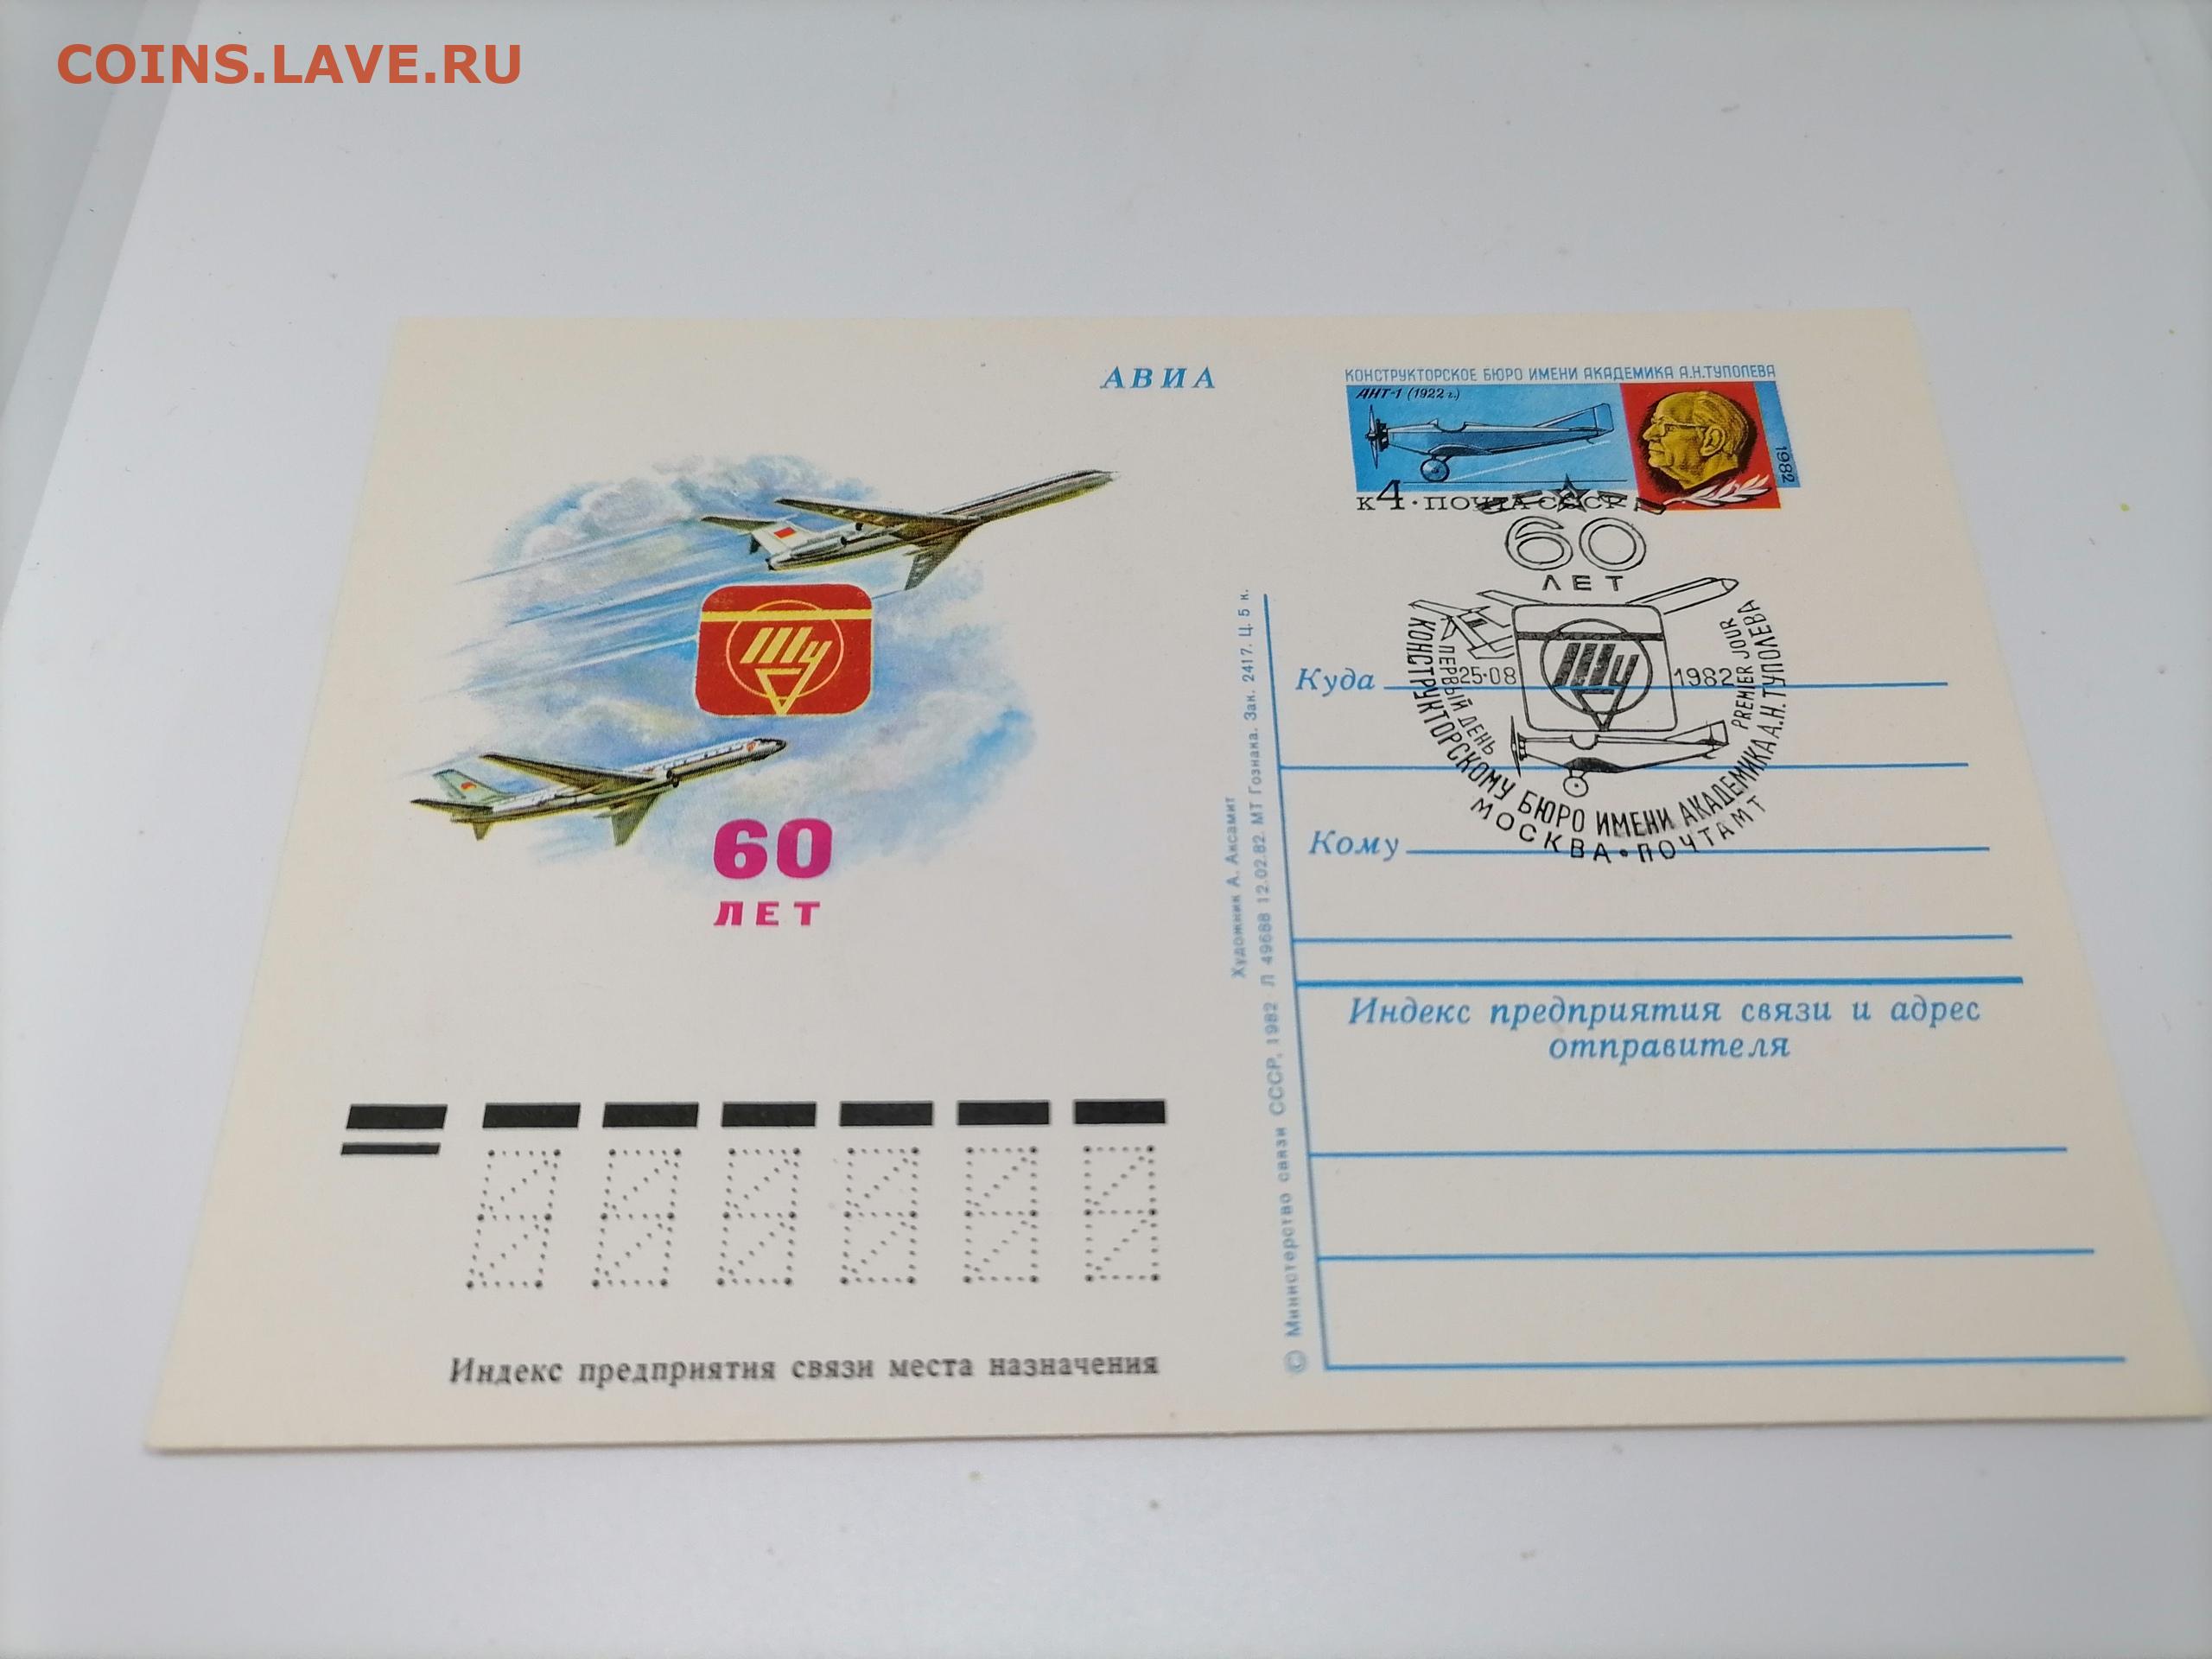 COINS.LAVE.RU
АВИА
КОНСТРУКТОРСКОЕ БЮРО ИМЕНИ АКАДЕМИКА А.Н.ТУПОЛЕВА
АНТ-1 (1922 г.)
1982
к4·ПОЧТА СССР
60
ЛЕТ
Ту
60
ЛЕТ
ПЕРВЫЙ ДЕНЬ
25·08
1982
PREMIER JOUR
Ту
КОНСТРУКТОРСКОМУ БЮРО ИМЕНИ АКАДЕМИКА А.Н.ТУПОЛЕВА
МОСКВА·ПОЧТАМТ
Куда
Кому
Индекс предприятия связи и адрес
отправителя
Художник А. Аксамит
© Министерство связи СССР, 1982 Л 49688 12.02.82. МТ Гознака. Зак. 2417. Ц. 5 к.
Индекс предприятия связи места назначения